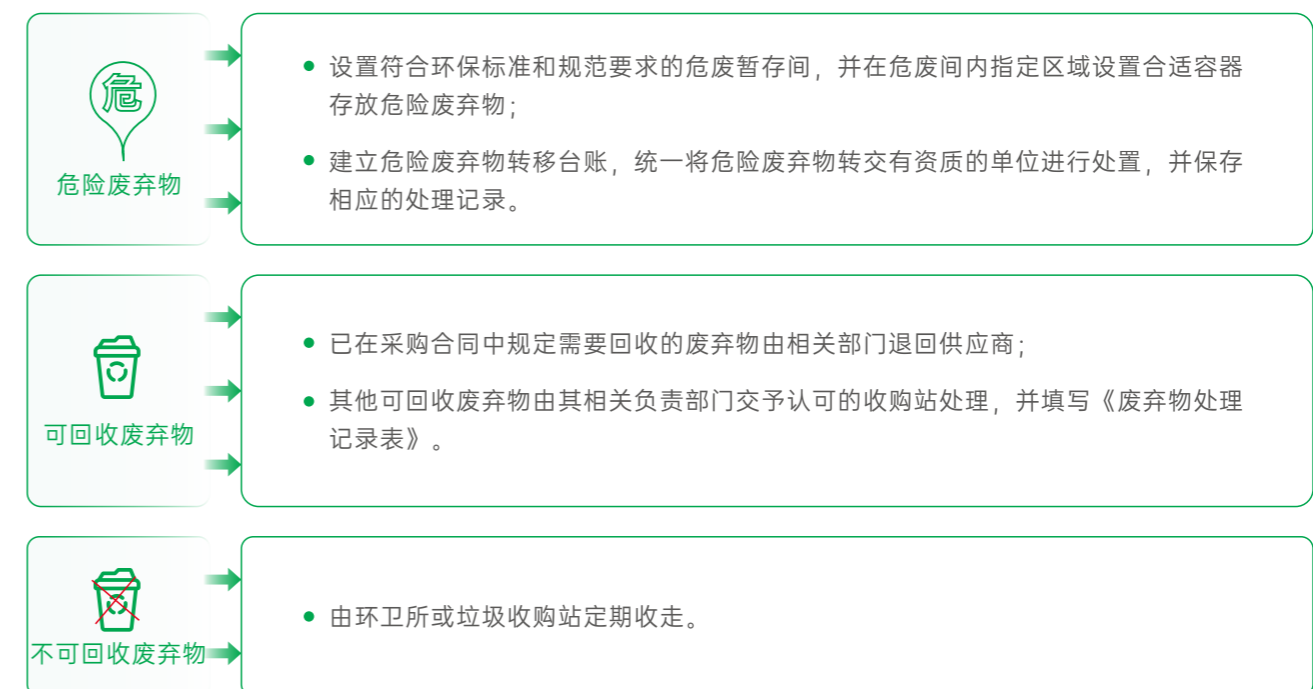 危
危险废弃物
● 设置符合环保标准和规范要求的危废暂存间，并在危废间内指定区域设置合适容器
存放危险废弃物；
● 建立危险废弃物转移台账，统一将危险废弃物转交有资质的单位进行处置，并保存
相应的处理记录。
可回收废弃物
● 已在采购合同中规定需要回收的废弃物由相关部门退回供应商；
● 其他可回收废弃物由其相关负责部门交予认可的收购站处理，并填写《废弃物处理
记录表》。
不可回收废弃物
● 由环卫所或垃圾收购站定期收走。